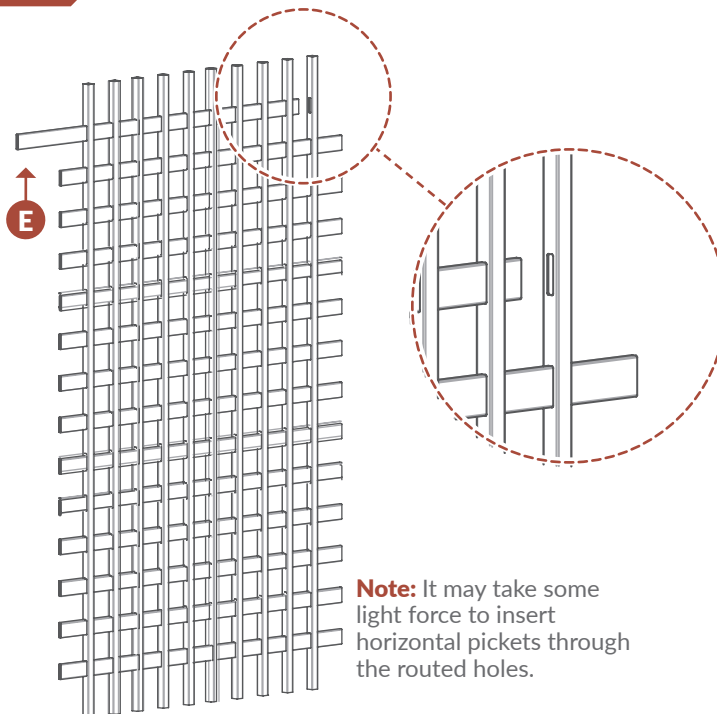 E
Note: It may take some
light force to insert
horizontal pickets through
the routed holes.